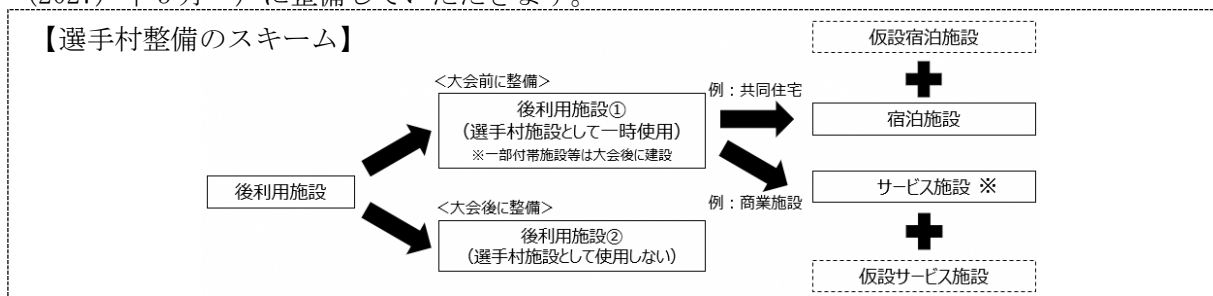 【選手村整備のスキーム】
仮設宿泊施設
<大会前に整備>
後利用施設①
(選手村施設として一時使用)
※一部付帯施設等は大会後に建設
例:共同住宅
宿泊施設
後利用施設
サービス施設 ※
例:商業施設
<大会後に整備>
後利用施設②
(選手村施設として使用しない)
仮設サービス施設